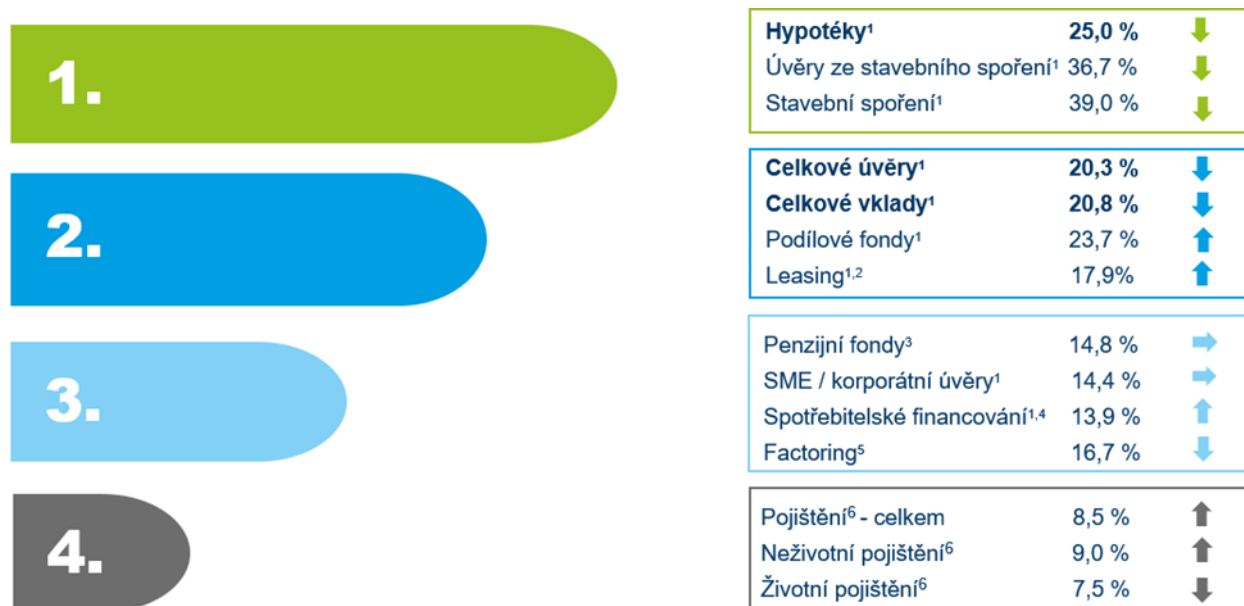 1.
Hypotéky¹ 25,0 %
Úvěry ze stavebního spoření¹ 36,7 %
Stavební spoření¹ 39,0 %
2.
Celkové úvěry¹ 20,3 %
Celkové vklady¹ 20,8 %
Podílové fondy¹ 23,7 %
Leasing¹,² 17,9%
3.
Penzijní fondy³ 14,8 %
SME / korporátní úvěry¹ 14,4 %
Spotřebitelské financování¹,⁴ 13,9 %
Factoring⁵ 16,7 %
4.
Pojištění⁶ - celkem 8,5 %
Neživotní pojištění⁶ 9,0 %
Životní pojištění⁶ 7,5 %